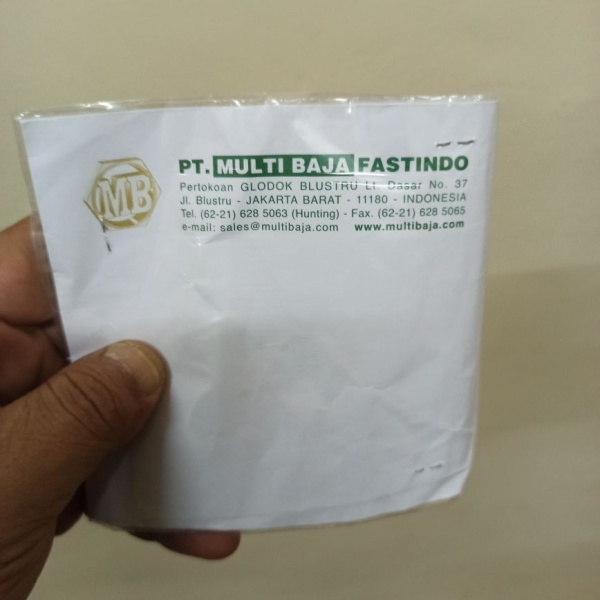 MB
PT. MULTI BAJA FASTINDO
Pertokoan GLODOK BLUSTRU Lt. Dasar No. 37
Jl. Blustru - JAKARTA BARAT - 11180 - INDONESIA
Tel. (62-21) 628 5063 (Hunting) - Fax. (62-21) 628 5065
e-mail: sales@multibaja.com www.multibaja.com